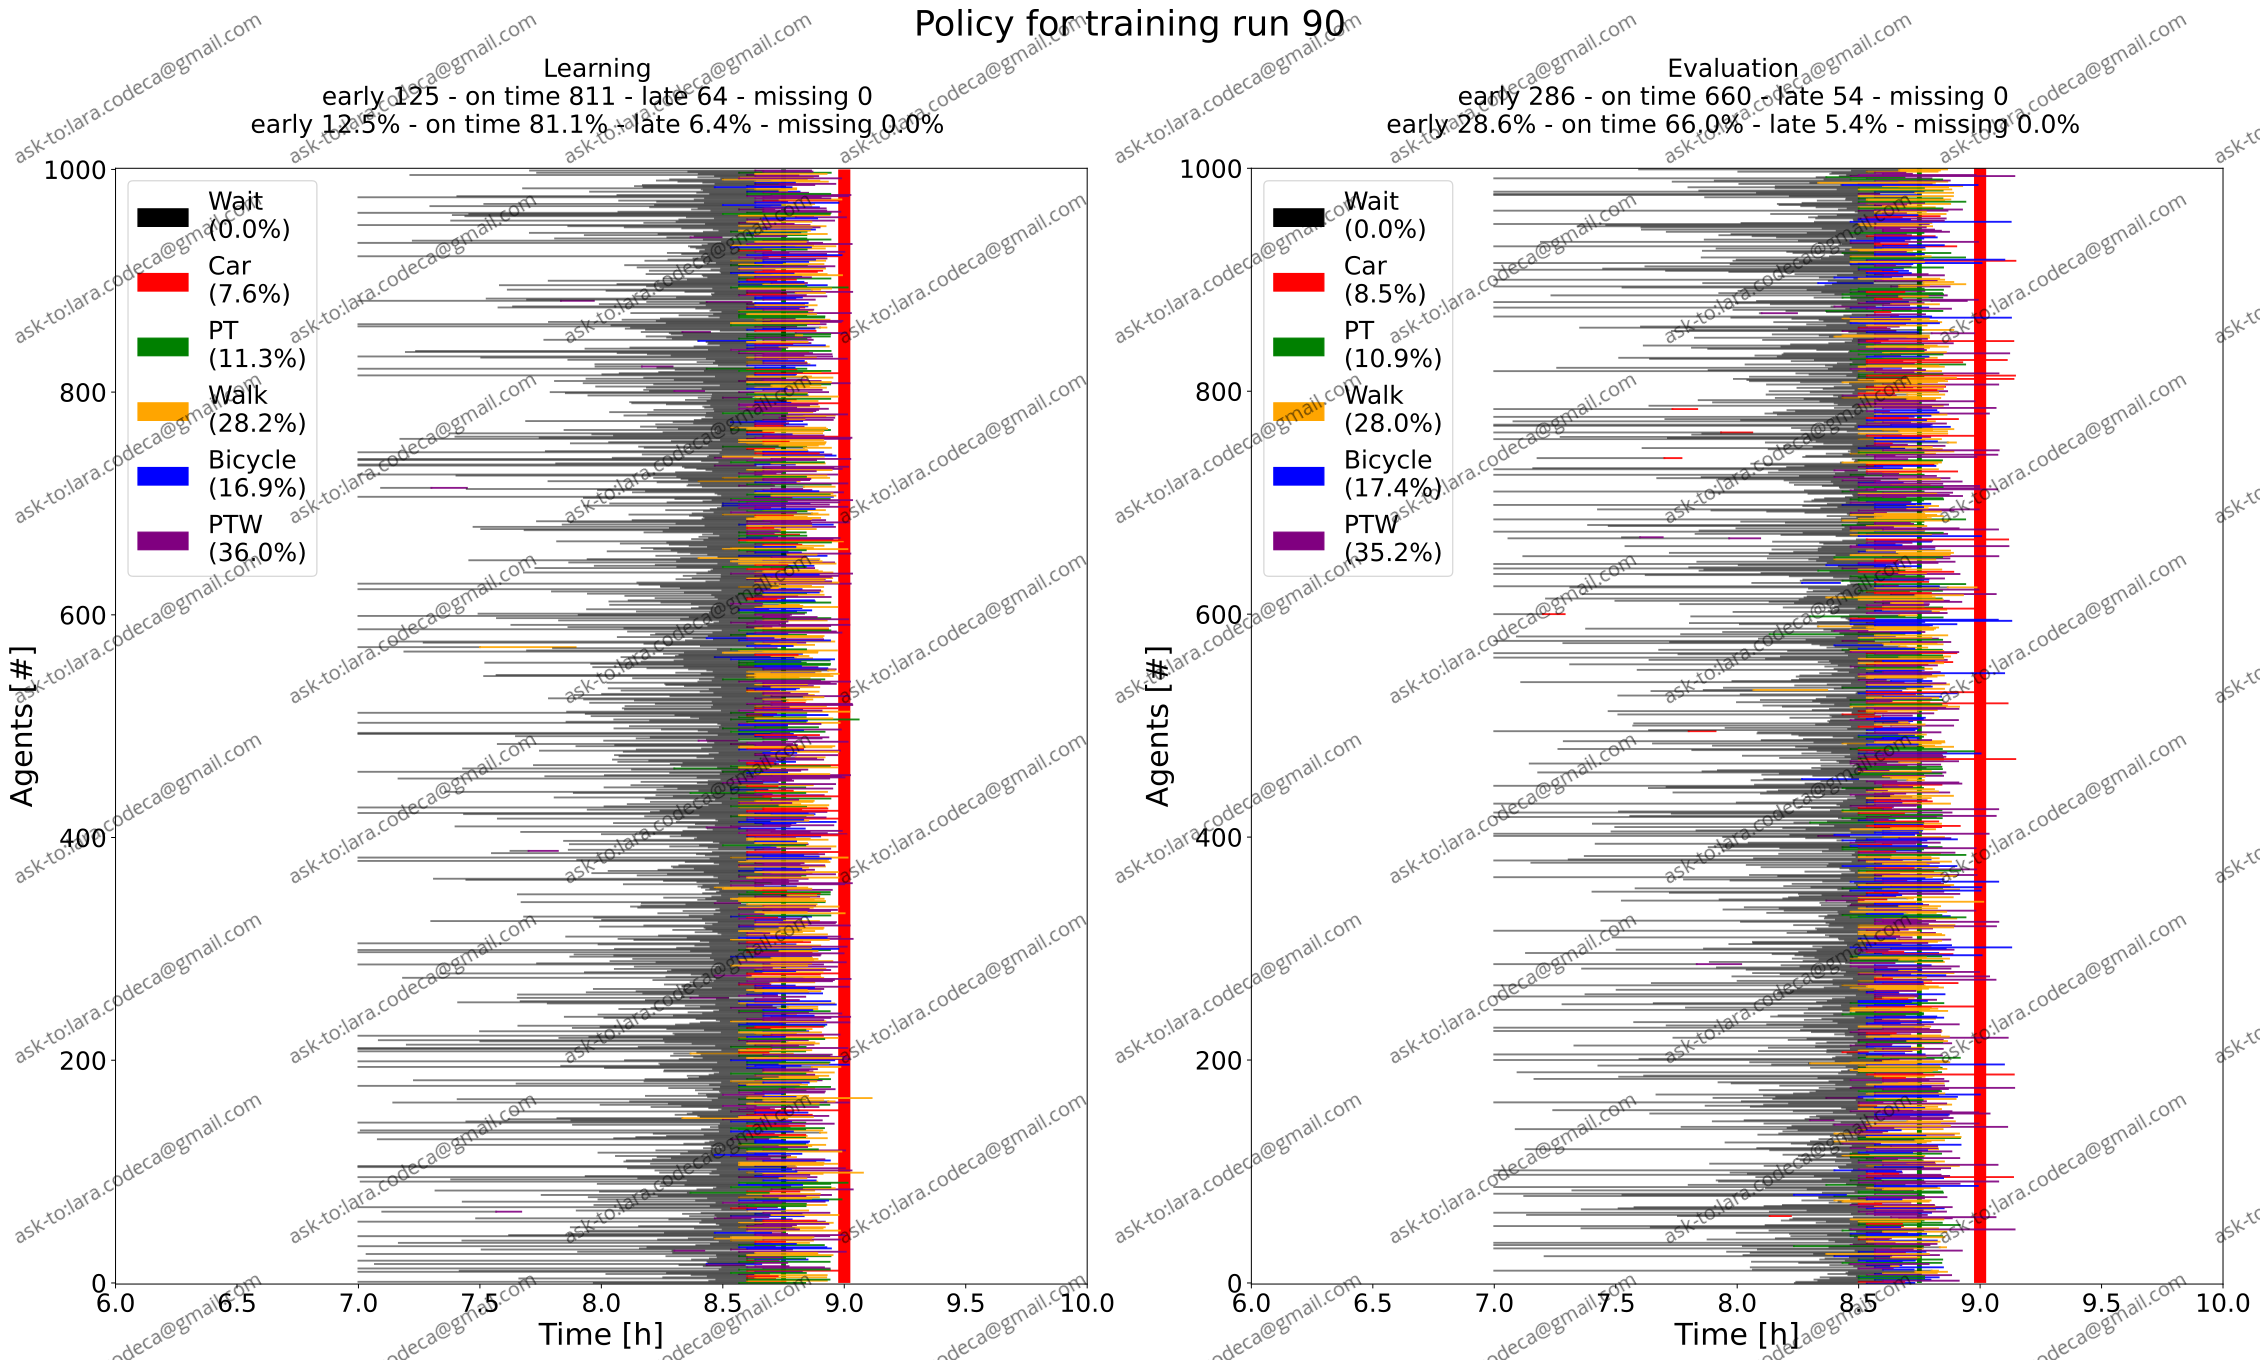 Policy for training run 90
Learning
early 125 - on time 811 - late 64 - missing 0
early 12.5% - on time 81.1% - late 6.4% - missing 0.0%
Wait
(0.0%)
Car
(7.6%)
PT
(11.3%)
Walk
(28.2%)
Bicycle
(16.9%)
PTW
(36.0%)
Agents [#]
1000
800
600
400
200
0
6.0 6.5 7.0 7.5 8.0 8.5 9.0 9.5 10.0
Time [h]
Evaluation
early 286 - on time 660 - late 54 - missing 0
early 28.6% - on time 66.0% - late 5.4% - missing 0.0%
Wait
(0.0%)
Car
(8.5%)
PT
(10.9%)
Walk
(28.0%)
Bicycle
(17.4%)
PTW
(35.2%)
Agents [#]
1000
800
600
400
200
0
6.0 6.5 7.0 7.5 8.0 8.5 9.0 9.5 10.0
Time [h]
ask-to:lara.codeca@gmail.com